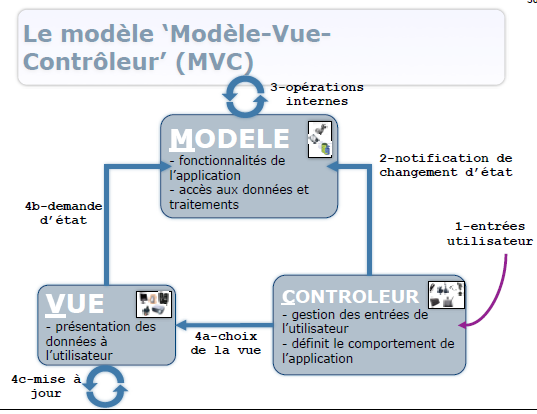 Le modèle ‘Modèle-Vue-
Contrôleur’ (MVC)
3-opérations
internes
MODELE
- fonctionnalités de
l’application
- accès aux données et
traitements
2-notification de
changement d’état
4b-demande
d’état
1-entrées
utilisateur
VUE
- présentation des
données à
l’utilisateur
4a-choix
de la vue
CONTROLEUR
- gestion des entrées de
l’utilisateur
- définit le comportement de
l’application
4c-mise à
jour